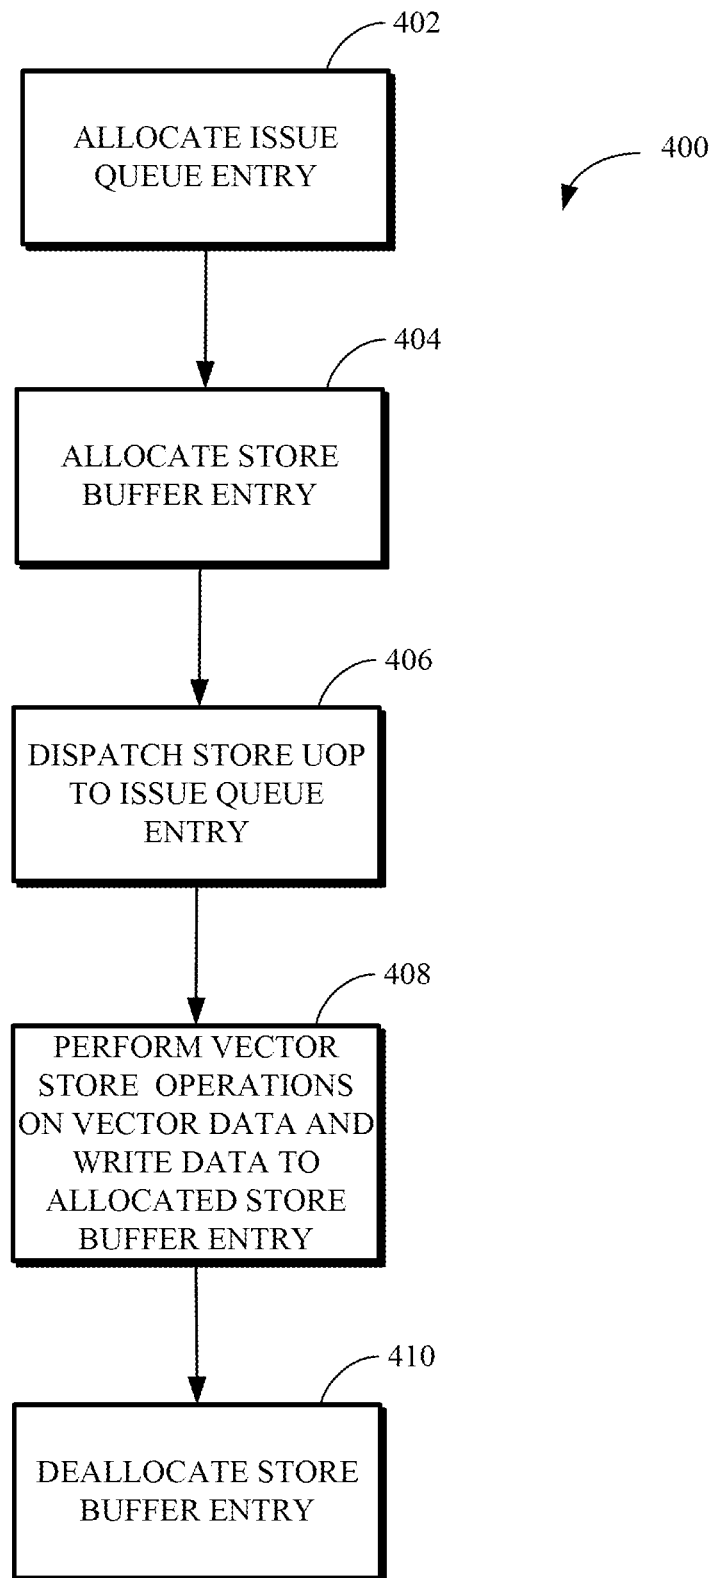 402
ALLOCATE ISSUE
QUEUE ENTRY
400
404
ALLOCATE STORE
BUFFER ENTRY
406
DISPATCH STORE UOP
TO ISSUE QUEUE
ENTRY
408
PERFORM VECTOR
STORE OPERATIONS
ON VECTOR DATA AND
WRITE DATA TO
ALLOCATED STORE
BUFFER ENTRY
410
DEALLOCATE STORE
BUFFER ENTRY